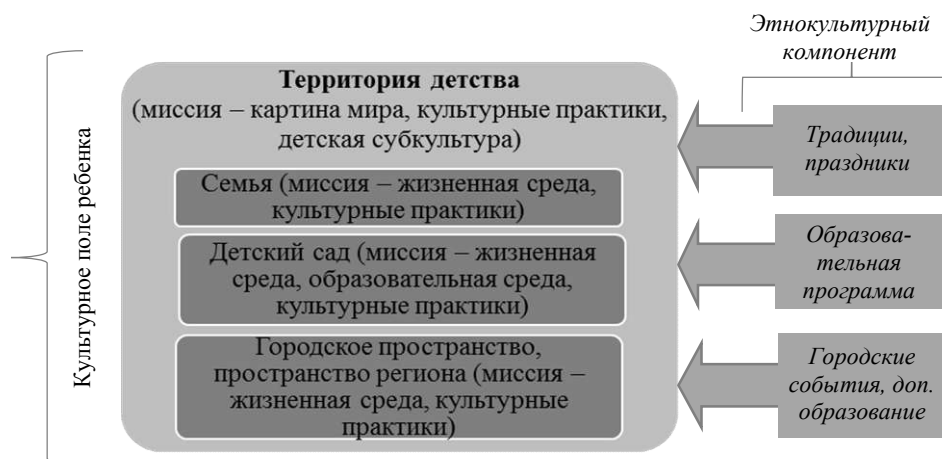 Этнокультурный
компонент
Культурное поле ребенка
Территория детства
(миссия – картина мира, культурные практики,
детская субкультура)
Семья (миссия – жизненная среда,
культурные практики)
Детский сад (миссия – жизненная
среда, образовательная среда,
культурные практики)
Городское пространство,
пространство региона (миссия –
жизненная среда, культурные
практики)
Традиции,
праздники
Образова-
тельная
программа
Городские
события, доп.
образование